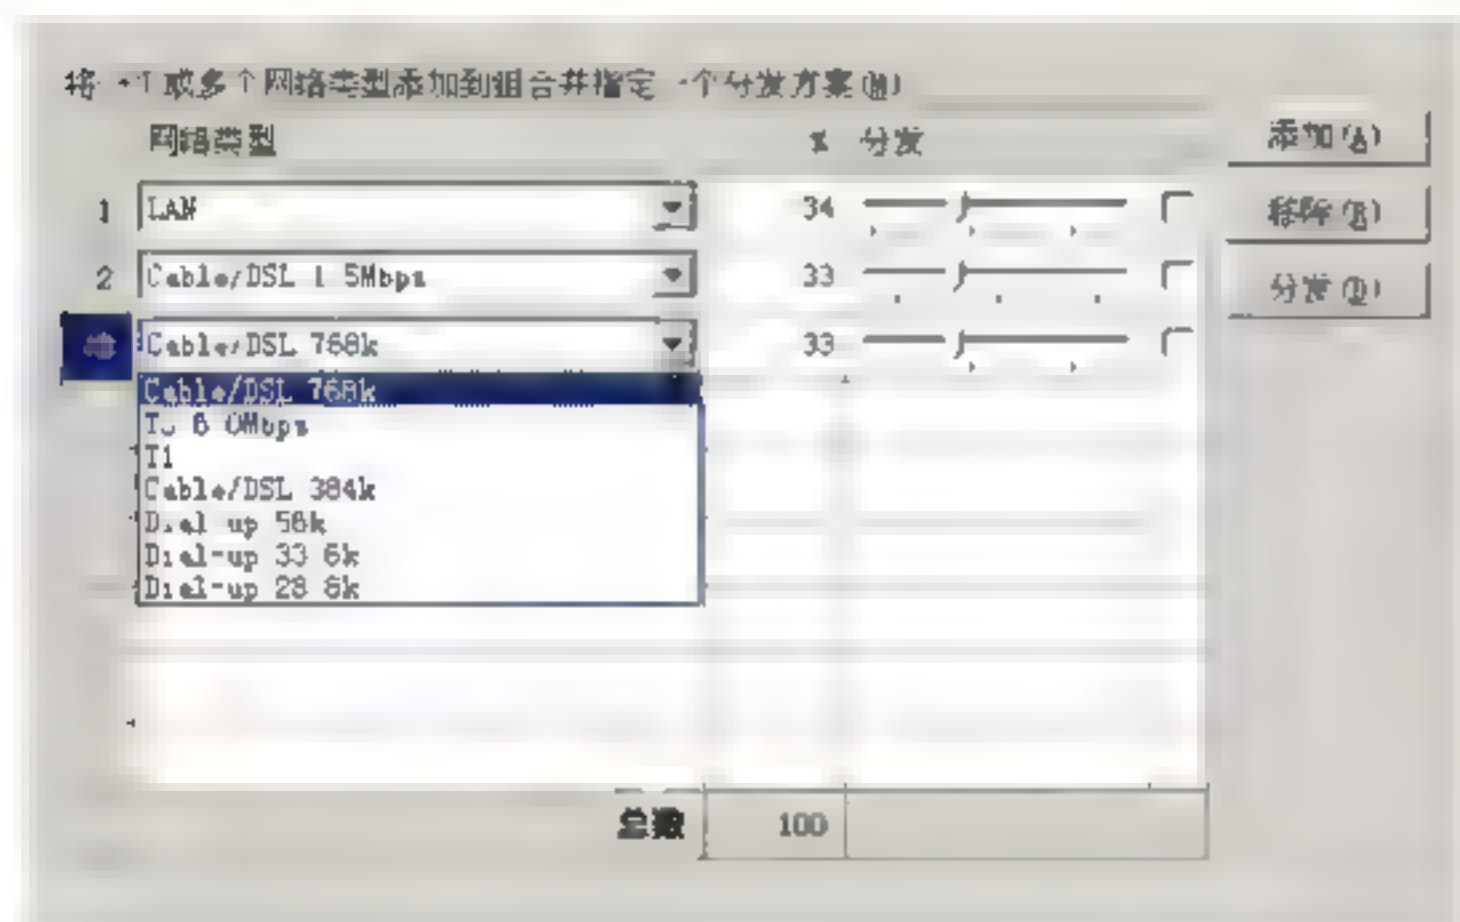 将一个或多个网络类型添加到组合并指定一个分发方案(M)
网络类型 % 分发 添加(A)
1 LAN 34 移除(R)
2 Cable/DSL 1.5Mbps 33 分发(D)
Cable/DSL 768k 33
Cable/DSL 768k
6.0Mbps
T1
Cable/DSL 384k
Dial-up 56k
Dial-up 33.6k
Dial-up 28.8k
总数 100